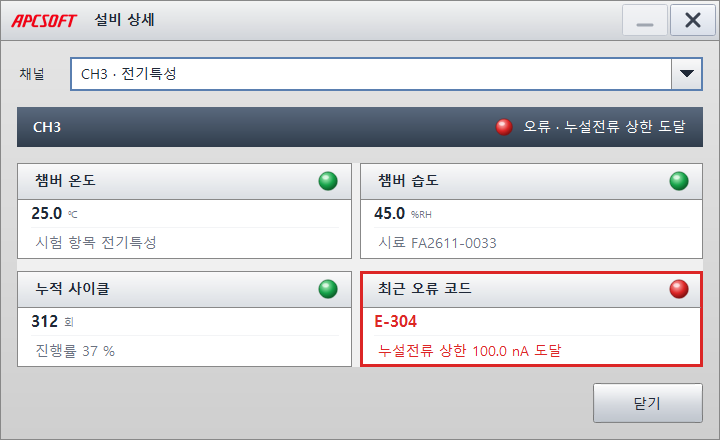 APCSOFT 설비 상세
채널 CH3 · 전기특성
CH3 오류 · 누설전류 상한 도달
챔버 온도
25.0 ℃
시험 항목 전기특성
챔버 습도
45.0 %RH
시료 FA2611-0033
누적 사이클
312 회
진행률 37 %
최근 오류 코드
E-304
누설전류 상한 100.0 nA 도달
닫기